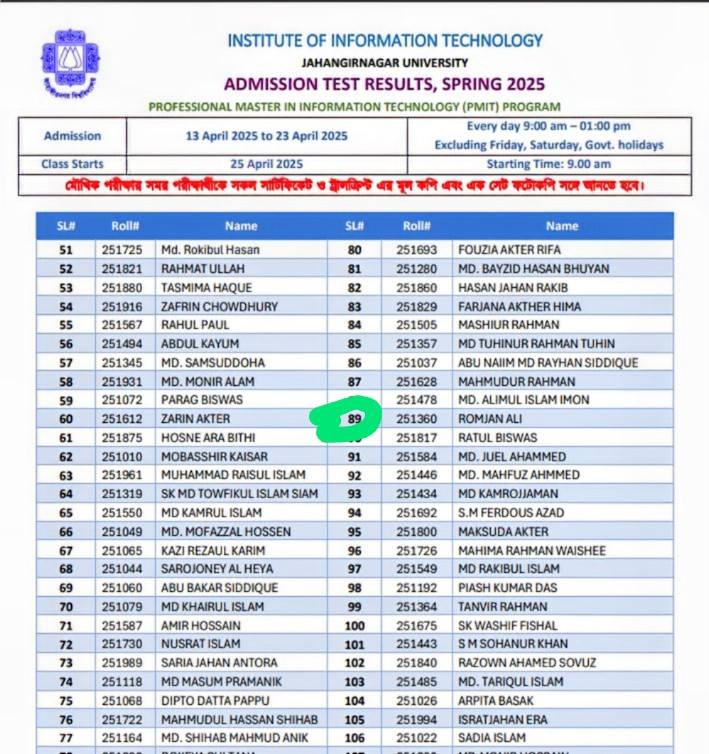 INSTITUTE OF INFORMATION TECHNOLOGY
JAHANGIRNAGAR UNIVERSITY
ADMISSION TEST RESULTS, SPRING 2025
PROFESSIONAL MASTER IN INFORMATION TECHNOLOGY (PMIT) PROGRAM
Admission 13 April 2025 to 23 April 2025 Every day 9:00 am – 01:00 pm
Excluding Friday, Saturday, Govt. holidays
Class Starts 25 April 2025 Starting Time: 9.00 am
মৌখিক পরীক্ষার সময় পরীক্ষার্থীকে সকল সার্টিফিকেট ও ট্রান্সক্রিপ্ট এর মূল কপি এবং এক সেট ফটোকপি সঙ্গে আনতে হবে।
SL# Roll# Name SL# Roll# Name
51 251725 Md. Rokibul Hasan 80 251693 FOUZIA AKTER RIFA
52 251821 RAHMAT ULLAH 81 251280 MD. BAYZID HASAN BHUYAN
53 251880 TASMIMA HAQUE 82 251860 HASAN JAHAN RAKIB
54 251916 ZAFRIN CHOWDHURY 83 251829 FARJANA AKTHER HIMA
55 251567 RAHUL PAUL 84 251505 MASHIUR RAHMAN
56 251494 ABDUL KAYUM 85 251357 MD TUHINUR RAHMAN TUHIN
57 251345 MD. SAMSUDDOHA 86 251037 ABU NAIIM MD RAYHAN SIDDIQUE
58 251931 MD. MONIR ALAM 87 251628 MAHMUDUR RAHMAN
59 251072 PARAG BISWAS 251478 MD. ALIMUL ISLAM IMON
60 251612 ZARIN AKTER 89 251360 ROMJAN ALI
61 251875 HOSNE ARA BITHI 251817 RATUL BISWAS
62 251010 MOBASSHIR KAISAR 91 251584 MD. JUEL AHAMMED
63 251961 MUHAMMAD RAISUL ISLAM 92 251446 MD. MAHFUZ AHMMED
64 251319 SK MD TOWFIKUL ISLAM SIAM 93 251434 MD KAMROJJAMAN
65 251550 MD KAMRUL ISLAM 94 251692 S.M FERDOUS AZAD
66 251049 MD. MOFAZZAL HOSSEN 95 251800 MAKSUDA AKTER
67 251065 KAZI REZAUL KARIM 96 251726 MAHIMA RAHMAN WAISHEE
68 251044 SAROJONEY AL HEYA 97 251549 MD RAKIBUL ISLAM
69 251060 ABU BAKAR SIDDIQUE 98 251192 PIASH KUMAR DAS
70 251079 MD KHAIRUL ISLAM 99 251364 TANVIR RAHMAN
71 251587 AMIR HOSSAIN 100 251675 SK WASHIF FISHAL
72 251730 NUSRAT ISLAM 101 251443 S M SOHANUR KHAN
73 251989 SARIA JAHAN ANTORA 102 251840 RAZOWN AHAMED SOVUZ
74 251118 MD MASUM PRAMANIK 103 251485 MD. TARIQUL ISLAM
75 251068 DIPTO DATTA PAPPU 104 251026 ARPITA BASAK
76 251722 MAHMUDUL HASSAN SHIHAB 105 251994 ISRATJAHAN ERA
77 251164 MD. SHIHAB MAHMUD ANIK 106 251022 SADIA ISLAM